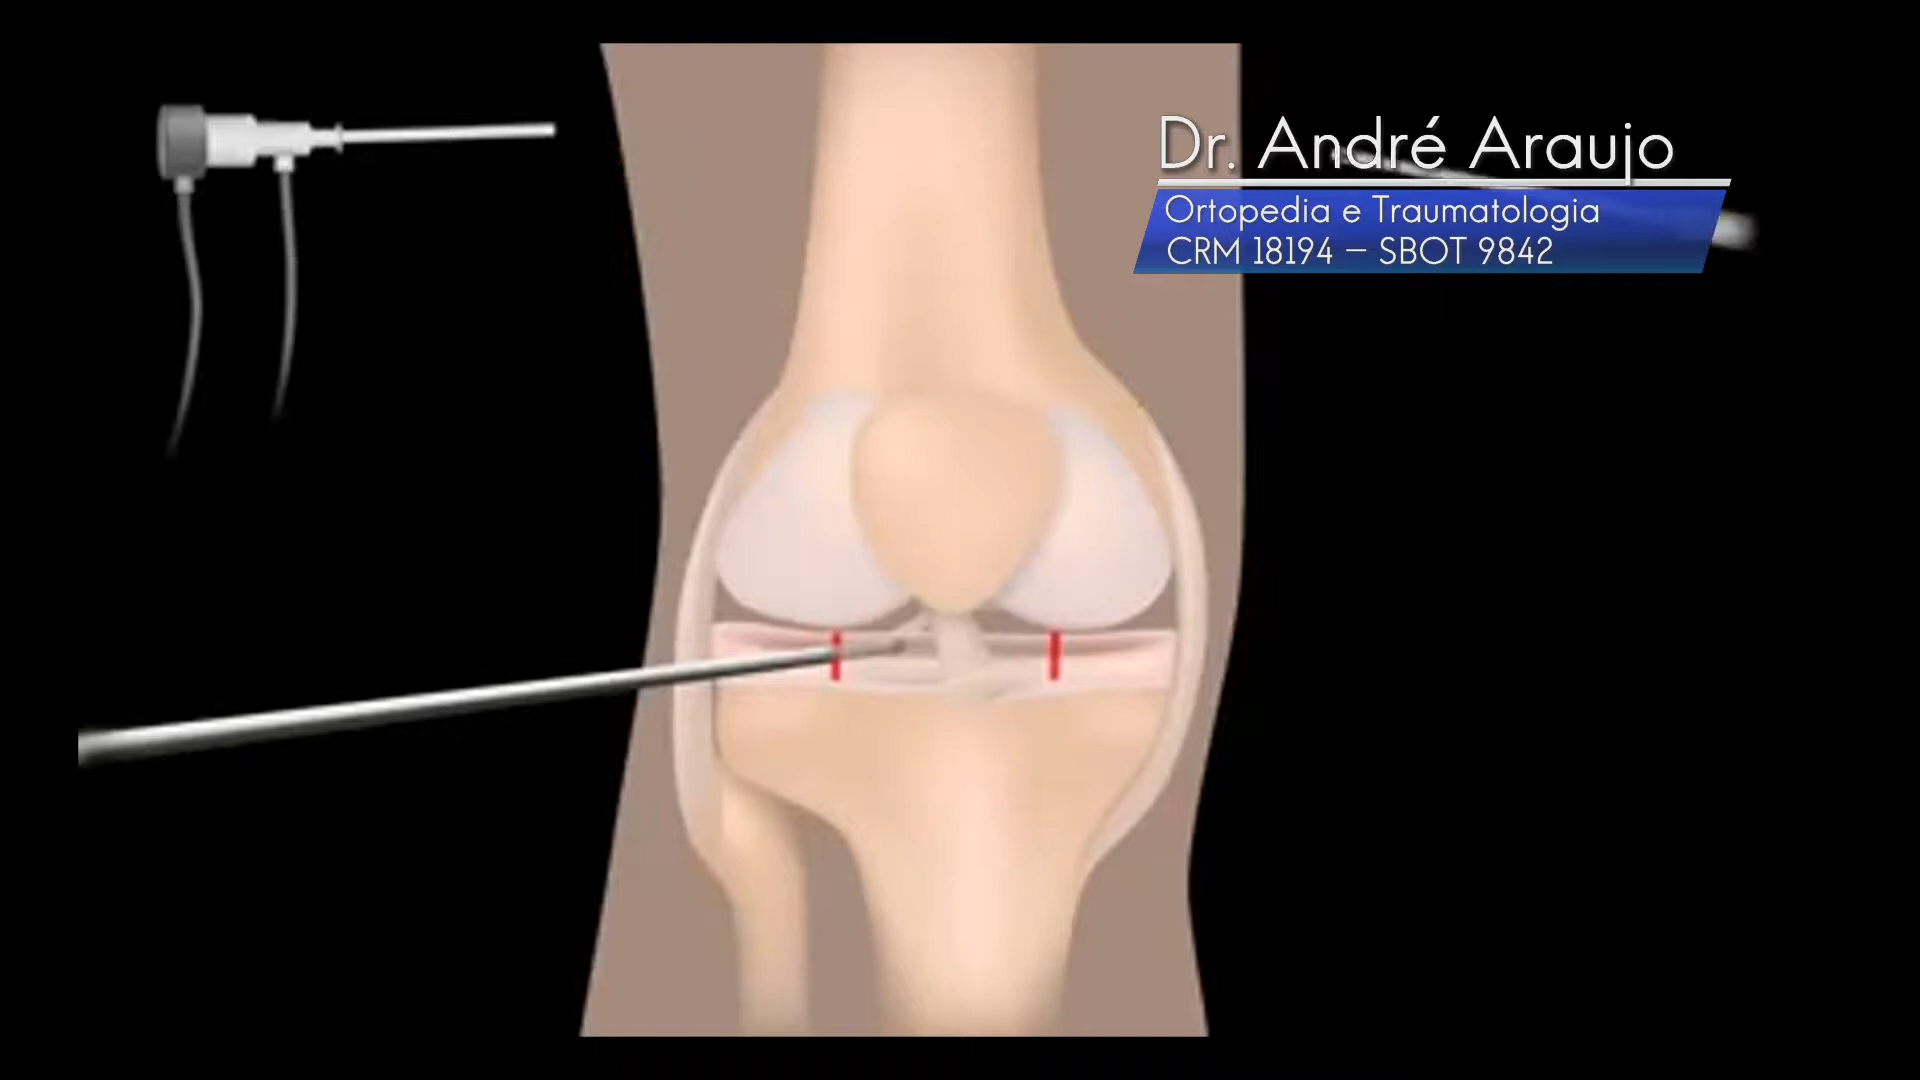 Dr. André Araujo
Ortopedia e Traumatologia
CRM 18194 – SBOT 9842